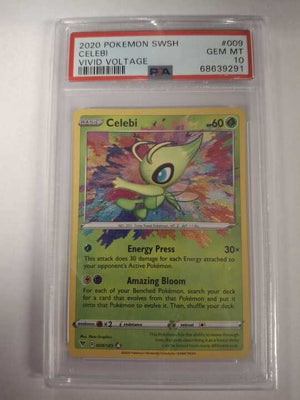 2020 POKEMON SWSH #009
CELEBI GEM MT
VIVID VOLTAGE 10
PSA 68639291
BASIC Celebi HP60
Energy Press 30×
This attack does 30 damage for each Energy attached to
your opponent's Active Pokémon.
Amazing Bloom
For each of your Benched Pokémon, search your deck
for a card that evolves from that Pokémon and put it
onto that Pokémon to evolve it. Then, shuffle your deck.
weakness ×2 resistance retreat
009/185